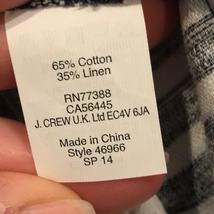 65% Cotton
35% Linen
RN77388
CA56445
J. CREW U.K. Ltd EC4V 6JA
Made in China
Style 46966
SP 14